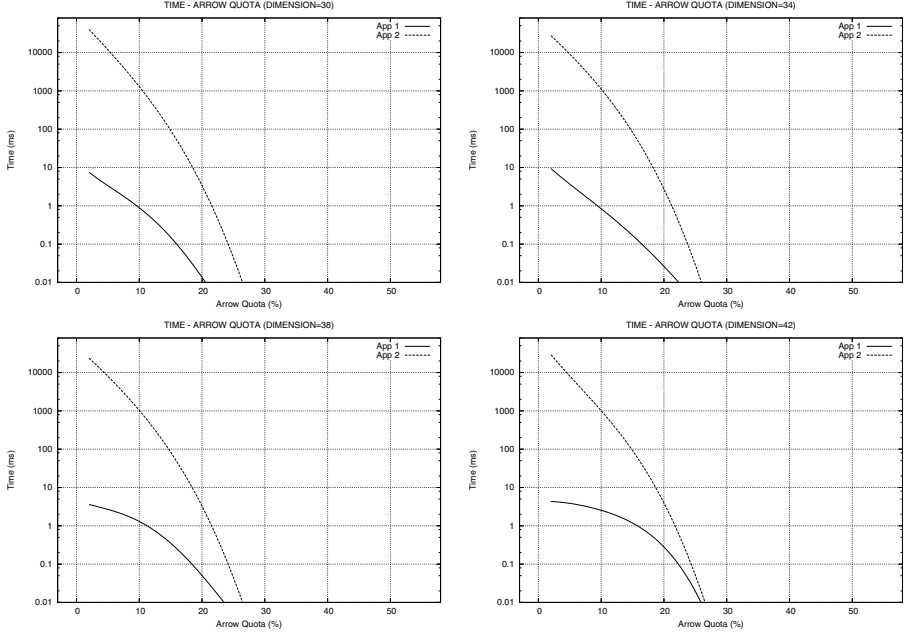 TIME - ARROW QUOTA (DIMENSION=30)
App 1
App 2
10000
1000
100
10
1
0.1
0.01
Time (ms)
0 10 20 30 40 50
Arrow Quota (%)
TIME - ARROW QUOTA (DIMENSION=34)
App 1
App 2
10000
1000
100
10
1
0.1
0.01
Time (ms)
0 10 20 30 40 50
Arrow Quota (%)
TIME - ARROW QUOTA (DIMENSION=38)
App 1
App 2
10000
1000
100
10
1
0.1
0.01
Time (ms)
0 10 20 30 40 50
Arrow Quota (%)
TIME - ARROW QUOTA (DIMENSION=42)
App 1
App 2
10000
1000
100
10
1
0.1
0.01
Time (ms)
0 10 20 30 40 50
Arrow Quota (%)